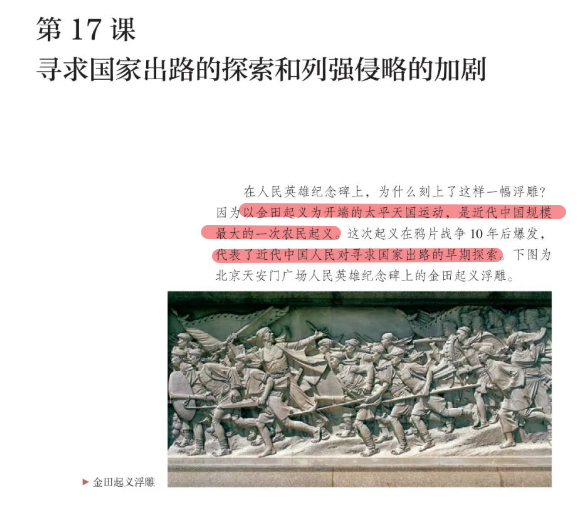 第 17 课
寻求国家出路的探索和列强侵略的加剧
在人民英雄纪念碑上，为什么刻上了这样一幅浮雕？
因为以金田起义为开端的太平天国运动，是近代中国规模
最大的一次农民起义。这次起义在鸦片战争 10 年后爆发，
代表了近代中国人民对寻求国家出路的早期探索。下图为
北京天安门广场人民英雄纪念碑上的金田起义浮雕。
▶ 金田起义浮雕